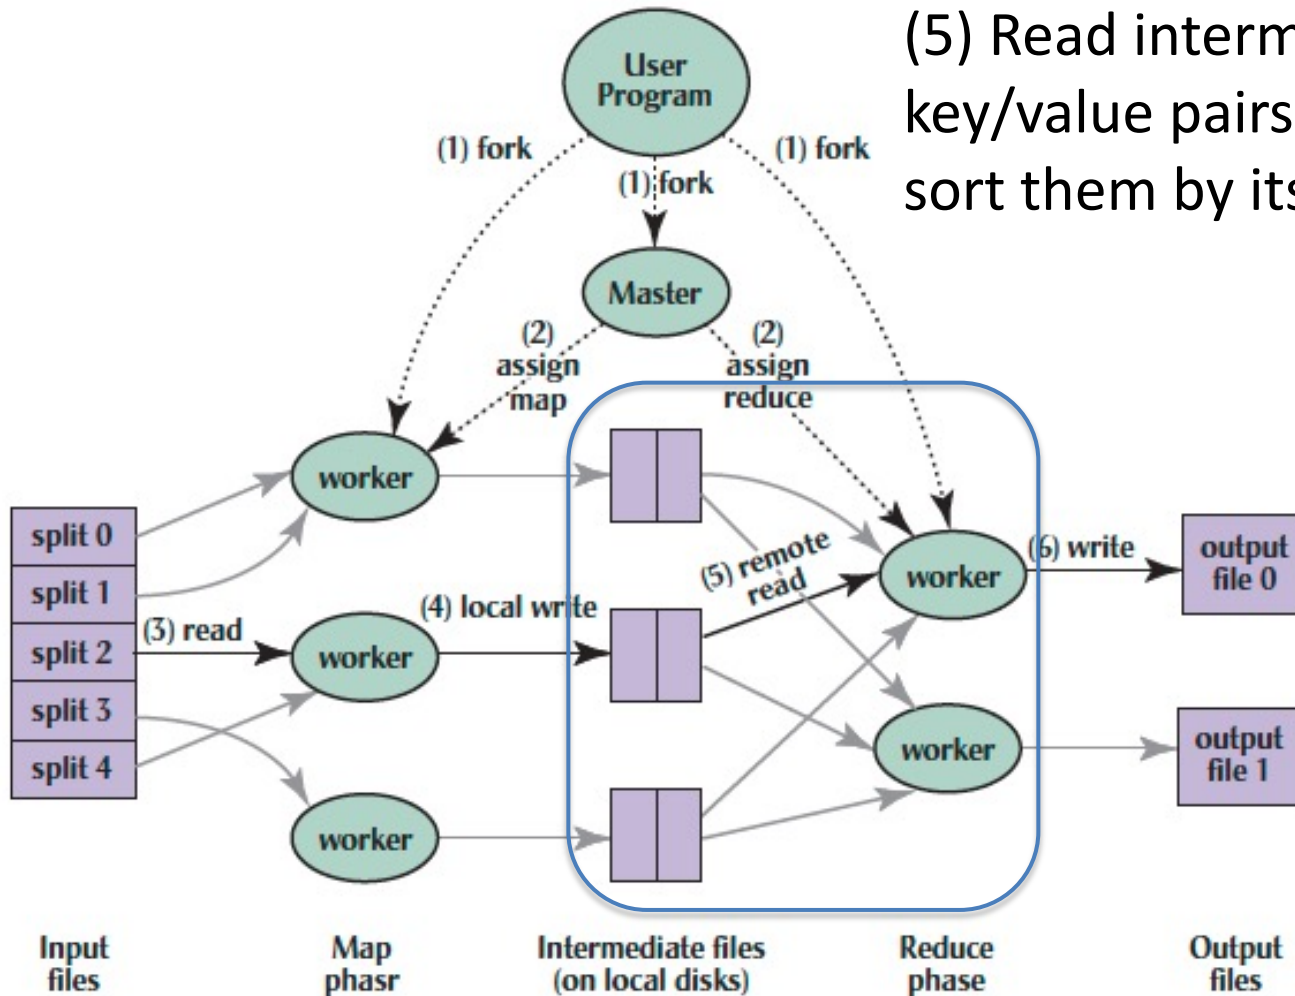 (5) Read interm
key/value pairs
sort them by its
User
Program
(1) fork
(1) fork
(1) fork
Master
(2)
assign
map
(2)
assign
reduce
worker
split 0
split 1
split 2
split 3
split 4
(3) read
worker
(4) local write
(5) remote
read
worker
(6) write
output
file 0
worker
output
file 1
worker
Input
files
Map
phasr
Intermediate files
(on local disks)
Reduce
phase
Output
files